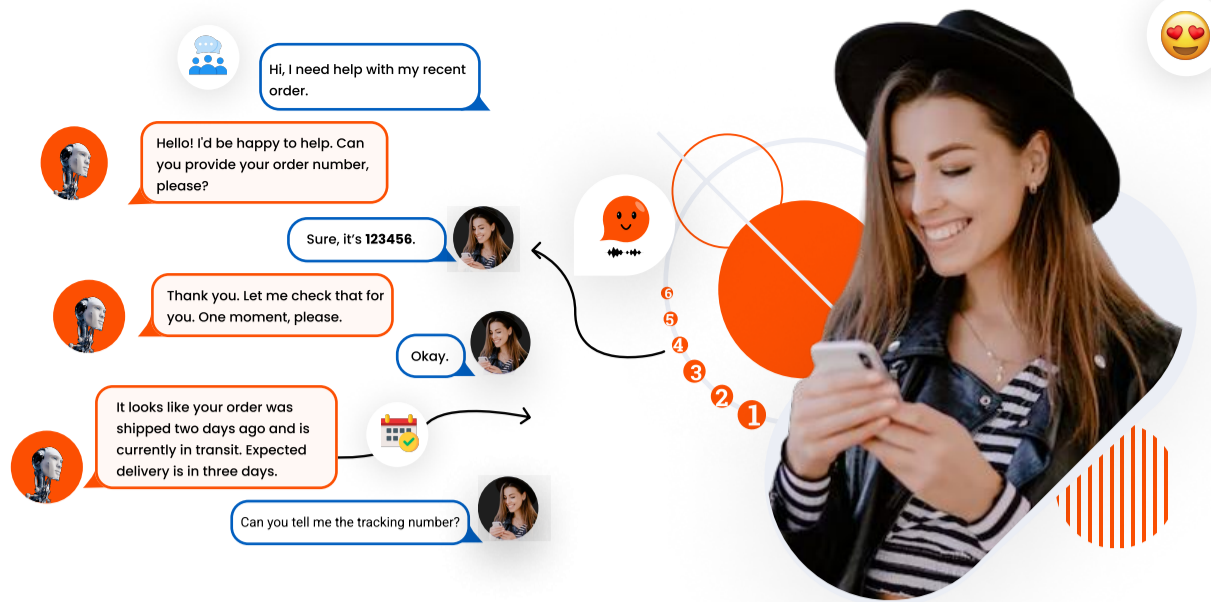 Hi, I need help with my recent
order.
Hello! I'd be happy to help. Can
you provide your order number,
please?
Sure, it's 123456.
Thank you. Let me check that for
you. One moment, please.
Okay.
It looks like your order was
shipped two days ago and is
currently in transit. Expected
delivery is in three days.
Can you tell me the tracking number?
6
5
4
3
2
1